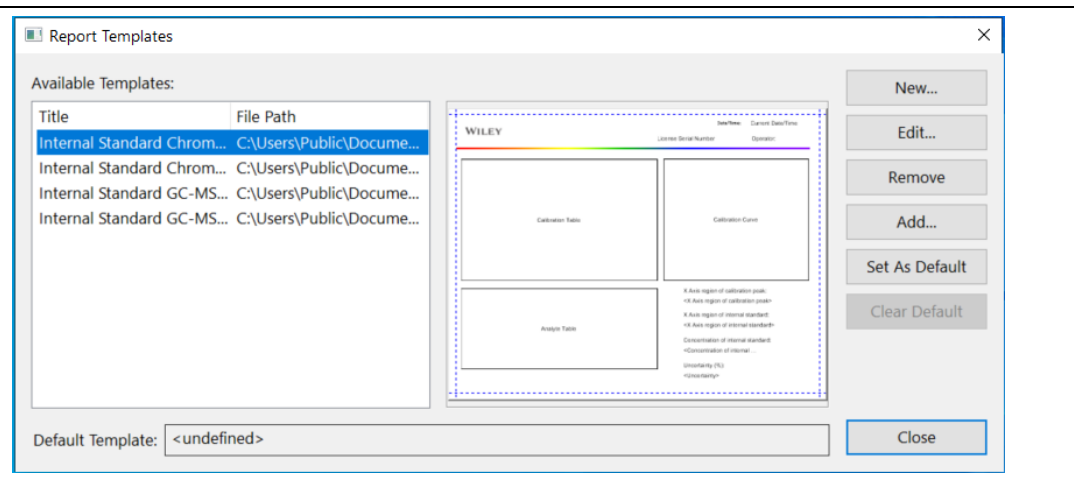 Report Templates
Available Templates:
Title File Path
Internal Standard Chrom... C:\Users\Public\Docume...
Internal Standard Chrom... C:\Users\Public\Docume...
Internal Standard GC-MS... C:\Users\Public\Docume...
Internal Standard GC-MS... C:\Users\Public\Docume...
WILEY
Date/Time: Current Date/Time
License Serial Number Operator:
Calibration Table
Calibration Curve
Analyte Table
X Axis region of calibration peak:
<X Axis region of calibration peak>
X Axis region of internal standard:
<X Axis region of internal standard>
Concentration of internal standard:
<Concentration of internal ...
Uncertainty (%):
<Uncertainty>
New...
Edit...
Remove
Add...
Set As Default
Clear Default
Default Template: <undefined>
Close